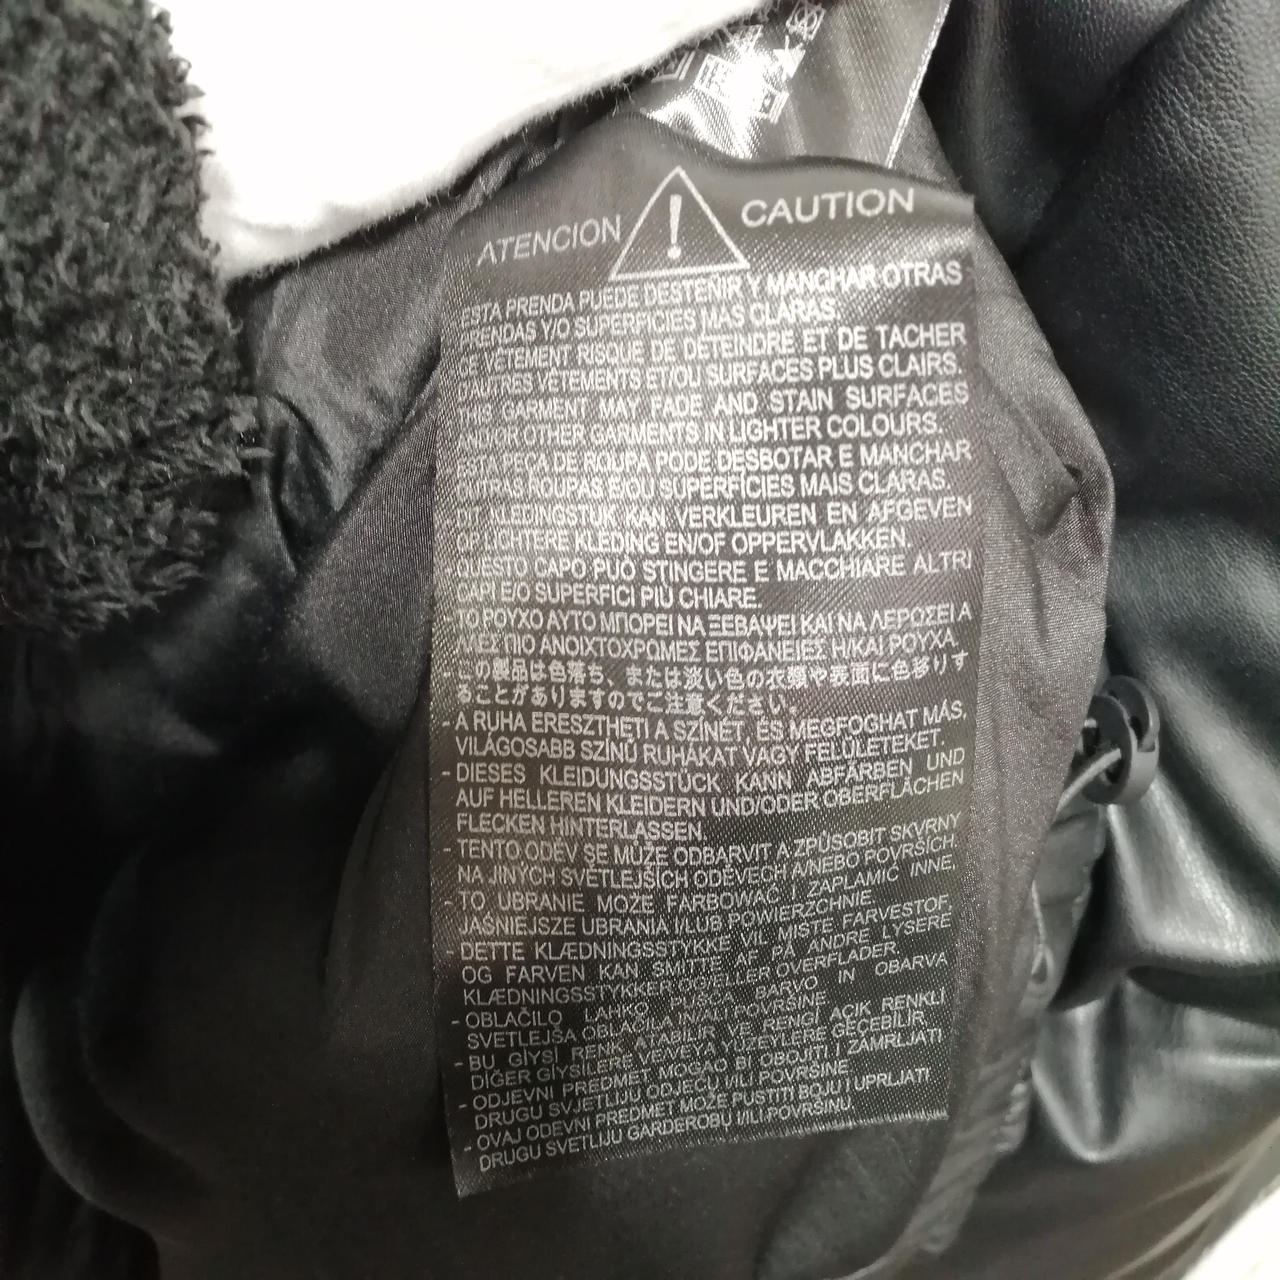 ATENCION ! CAUTION
ESTA PRENDA PUEDE DESTENIR Y MANCHAR OTRAS
PRENDAS Y/O SUPERFICIES MAS CLARAS.
CE VÊTEMENT RISQUE DE DÉTEINDRE ET DE TACHER
D'AUTRES VÊTEMENTS ET/OU SURFACES PLUS CLAIRS.
THIS GARMENT MAY FADE AND STAIN SURFACES
AND/OR OTHER GARMENTS IN LIGHTER COLOURS.
ESTA PEÇA DE ROUPA PODE DESBOTAR E MANCHAR
OUTRAS ROUPAS E/OU SUPERFÍCIES MAIS CLARAS.
DIT KLEDINGSTUK KAN VERKLEUREN EN AFGEVEN
OP LICHTERE KLEDING EN/OF OPPERVLAKKEN.
- QUESTO CAPO PUÒ STINGERE E MACCHIARE ALTRI
CAPI E/O SUPERFICI PIÙ CHIARE.
ΤΟ ΡΟΥΧΟ ΑΥΤΟ ΜΠΟΡΕΙ ΝΑ ΞΕΒΑΨΕΙ ΚΑΙ ΝΑ ΛΕΡΩΣΕΙ Α
ΛΛΕΣ ΠΙΟ ΑΝΟΙΧΤΟΧΡΩΜΕΣ ΕΠΙΦΑΝΕΙΕΣ Η/ΚΑΙ ΡΟΥΧΑ.
この製品は色落ち、または淡い色の衣類や表面に色移りす
ることがありますのでご注意ください。
- A RUHA ERESZTHETI A SZÍNÉT, ÉS MEGFOGHAT MÁS,
VILÁGOSABB SZÍNŰ RUHÁKAT VAGY FELÜLETEKET.
- DIESES KLEIDUNGSSTÜCK KANN ABFÄRBEN UND
AUF HELLEREN KLEIDERN UND/ODER OBERFLÄCHEN
FLECKEN HINTERLASSEN.
- TENTO ODĚV SE MŮŽE ODBARVIT A ZPŮSOBIT SKVRNY
NA JINÝCH SVĚTLEJŠÍCH ODĚVECH A/NEBO POVRŠÍCH.
- TO UBRANIE MOŻE FARBOWAĆ I ZAPLAMIC INNE,
JAŚNIEJSZE UBRANIA I/LUB POWIERZCHNIE.
- DETTE KLÆDNINGSSTYKKE VIL MISTE FARVESTOF,
OG FARVEN KAN SMITTE AF PÅ ANDRE LYSERE
KLÆDNINGSSTYKKER OG/ELLER OVERFLADER
- OBLAČILO LAHKO PUŠČA BARVO IN OBARVA
SVETLEJŠA OBLAČILA IN/ALI POVRŠINE
- BU GİYSİ RENK ATABİLİR VE RENGİ AÇIK RENKLİ
DİĞER GİYSİLERE VE/VEYA YÜZEYLERE GEÇEBİLİR.
- ODJEVNI PREDMET MOGAO BI OBOJITI I ZAMRLJATI
DRUGU SVJETLIJU ODJEĆU I/ILI POVRŠINE
- OVAJ ODEVNI PREDMET MOŽE PUSTITI BOJU I UPRLJATI
DRUGU SVETLIJU GARDEROBU I/ILI POVRŠINU.